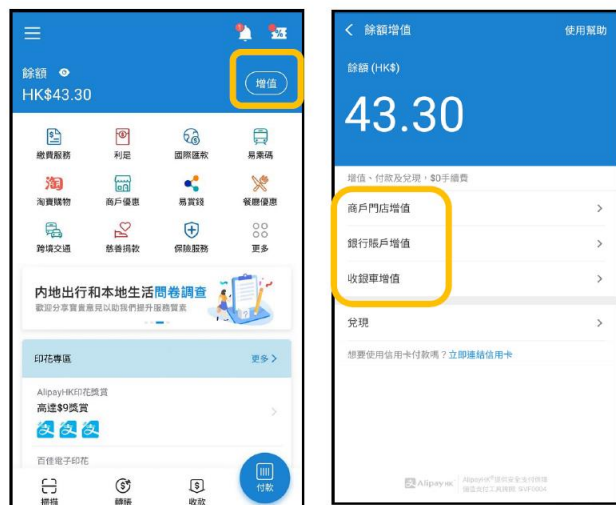 餘額
HK$43.30
增值
繳費服務
利是
國際匯款
易乘碼
淘
淘寶購物
商戶優惠
易賞錢
餐廳優惠
跨境交通
慈善捐款
保險服務
更多
內地出行和本地生活問卷調查
歡迎分享寶貴意見以助我們提升服務質素
印花專區
更多 >
AlipayHK印花獎賞
高達$9獎賞
百佳電子印花
掃描
轉賬
收款
付款
餘額增值
使用幫助
餘額 (HK$)
43.30
增值、付款及兌現，$0手續費
商戶門店增值
銀行賬戶增值
收銀車增值
兌現
想要使用信用卡付款嗎？立即連結信用卡
Alipay HK